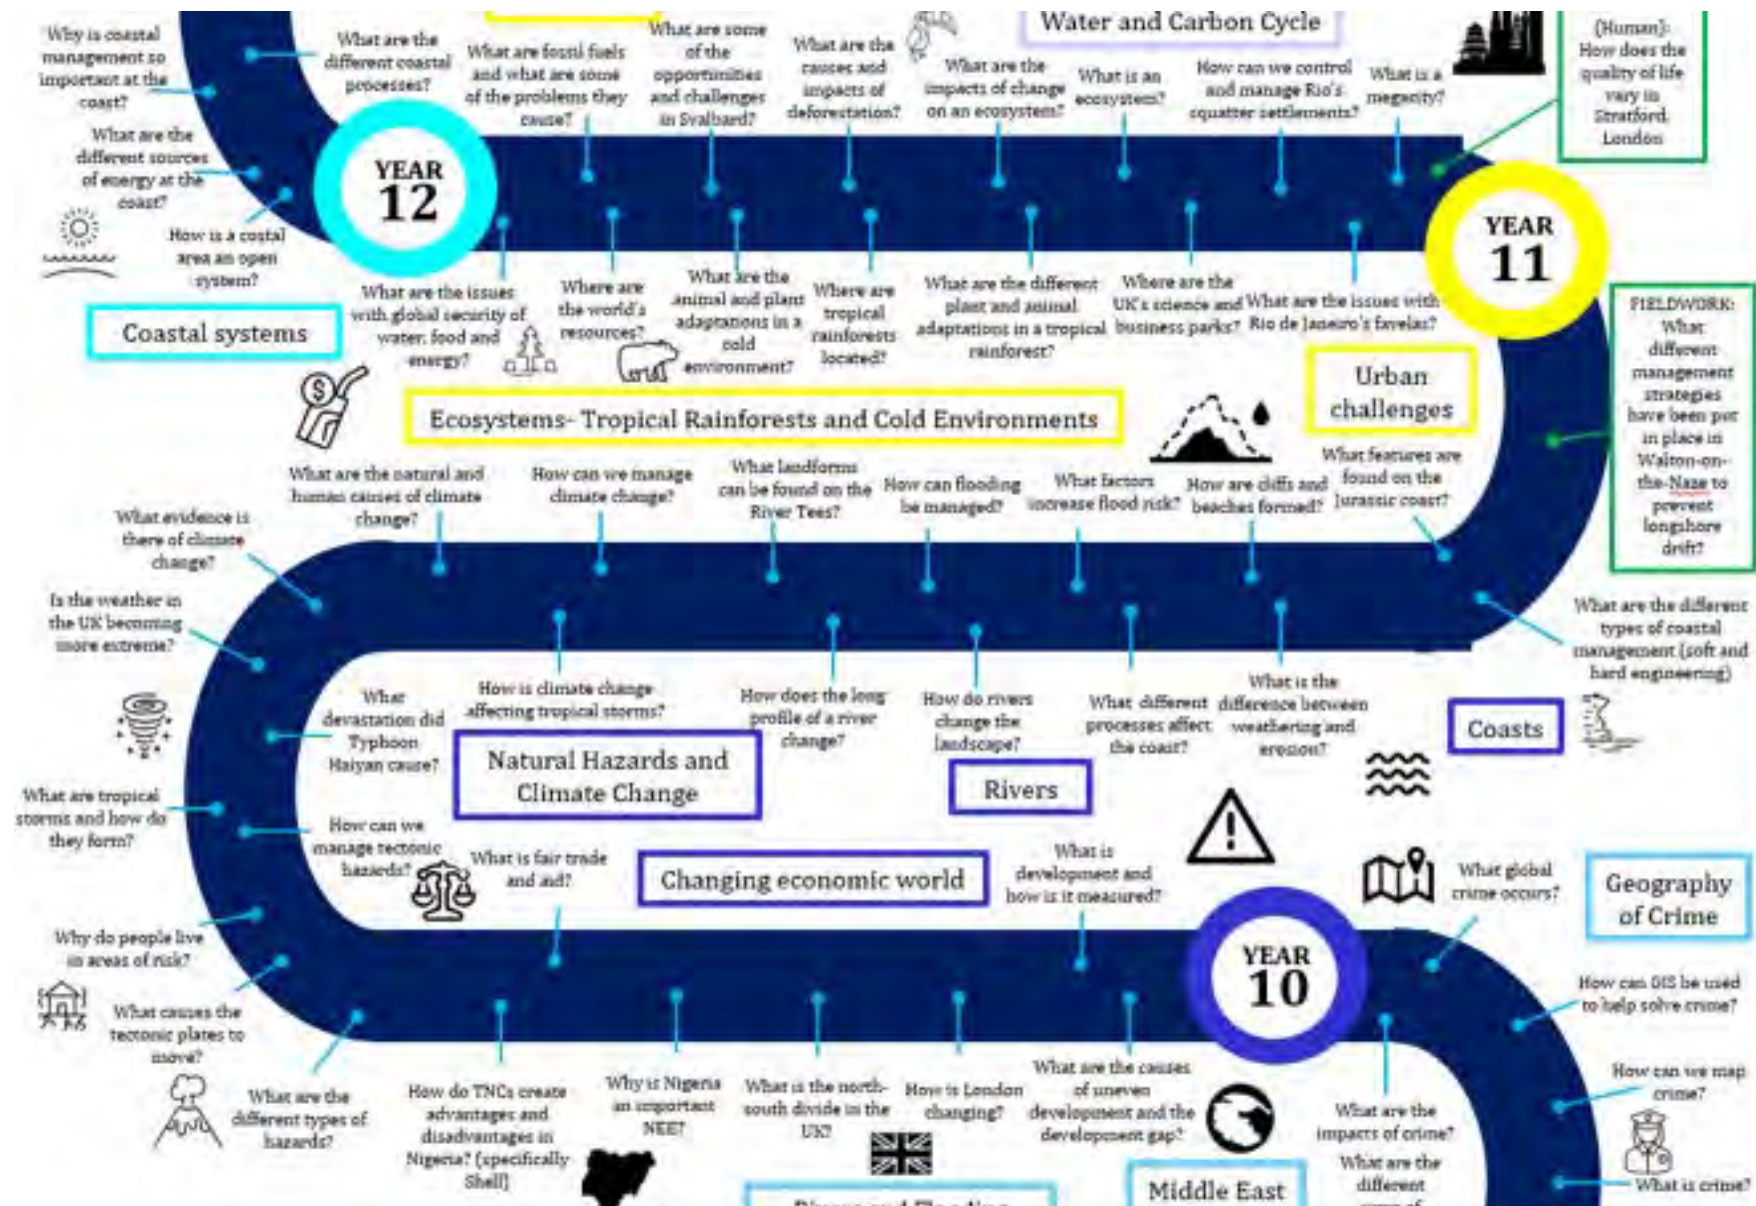 Why is coastal
management so
important at the
coast?
What are the
different coastal
processes?
What are fossil fuels
and what are some
of the problems they
cause?
What are some
of the
opportunities
and challenges
in Svalbard?
What are the
causes and
impacts of
deforestation?
Water and Carbon Cycle
What are the
impacts of change
on an ecosystem?
What is an
ecosystem?
How can we control
and manage Rio's
squatter settlements?
What is a
megacity?
(Human):
How does the
quality of life
vary in
Stratford,
London
What are the
different sources
of energy at the
coast?
How is a costal
area an open
system?
YEAR
12
YEAR
11
Coastal systems
What are the issues
with global security of
water, food and
energy?
Where are
the world's
resources?
What are the
animal and plant
adaptations in a
cold
environment?
Where are
tropical
rainforests
located?
What are the different
plant and animal
adaptations in a tropical
rainforest?
Where are the
UK's science and
business parks?
What are the issues with
Rio de Janeiro's favelas?
FIELDWORK:
What
different
management
strategies
have been put
in place in
Walton-on-
the-Naze to
prevent
longshore
drift?
Urban
challenges
Ecosystems- Tropical Rainforests and Cold Environments
What are the natural and
human causes of climate
change?
How can we manage
climate change?
What landforms
can be found on the
River Tees?
How can flooding
be managed?
What factors
increase flood risk?
How are cliffs and
beaches formed?
What features are
found on the
Jurassic coast?
What evidence is
there of climate
change?
Is the weather in
the UK becoming
more extreme?
What are the different
types of coastal
management (soft and
hard engineering)
What
devastation did
Typhoon
Haiyan cause?
How is climate change
affecting tropical storms?
How does the long
profile of a river
change?
How do rivers
change the
landscape?
What different
processes affect
the coast?
What is the
difference between
weathering and
erosion?
Coasts
Natural Hazards and
Climate Change
Rivers
What are tropical
storms and how do
they form?
How can we
manage tectonic
hazards?
What is fair trade
and aid?
Changing economic world
What is
development and
how is it measured?
What global
crime occurs?
Geography
of Crime
Why do people live
in areas of risk?
YEAR
10
How can GIS be used
to help solve crime?
What causes the
tectonic plates to
move?
What are the
different types of
hazards?
How do TNCs create
advantages and
disadvantages in
Nigeria? (specifically
Shell)
Why is Nigeria
an important
NEE?
What is the north-
south divide in the
UK?
How is London
changing?
What are the causes
of uneven
development and the
development gap?
What are the
impacts of crime?
How can we map
crime?
What are the
different
What is crime?
Middle East